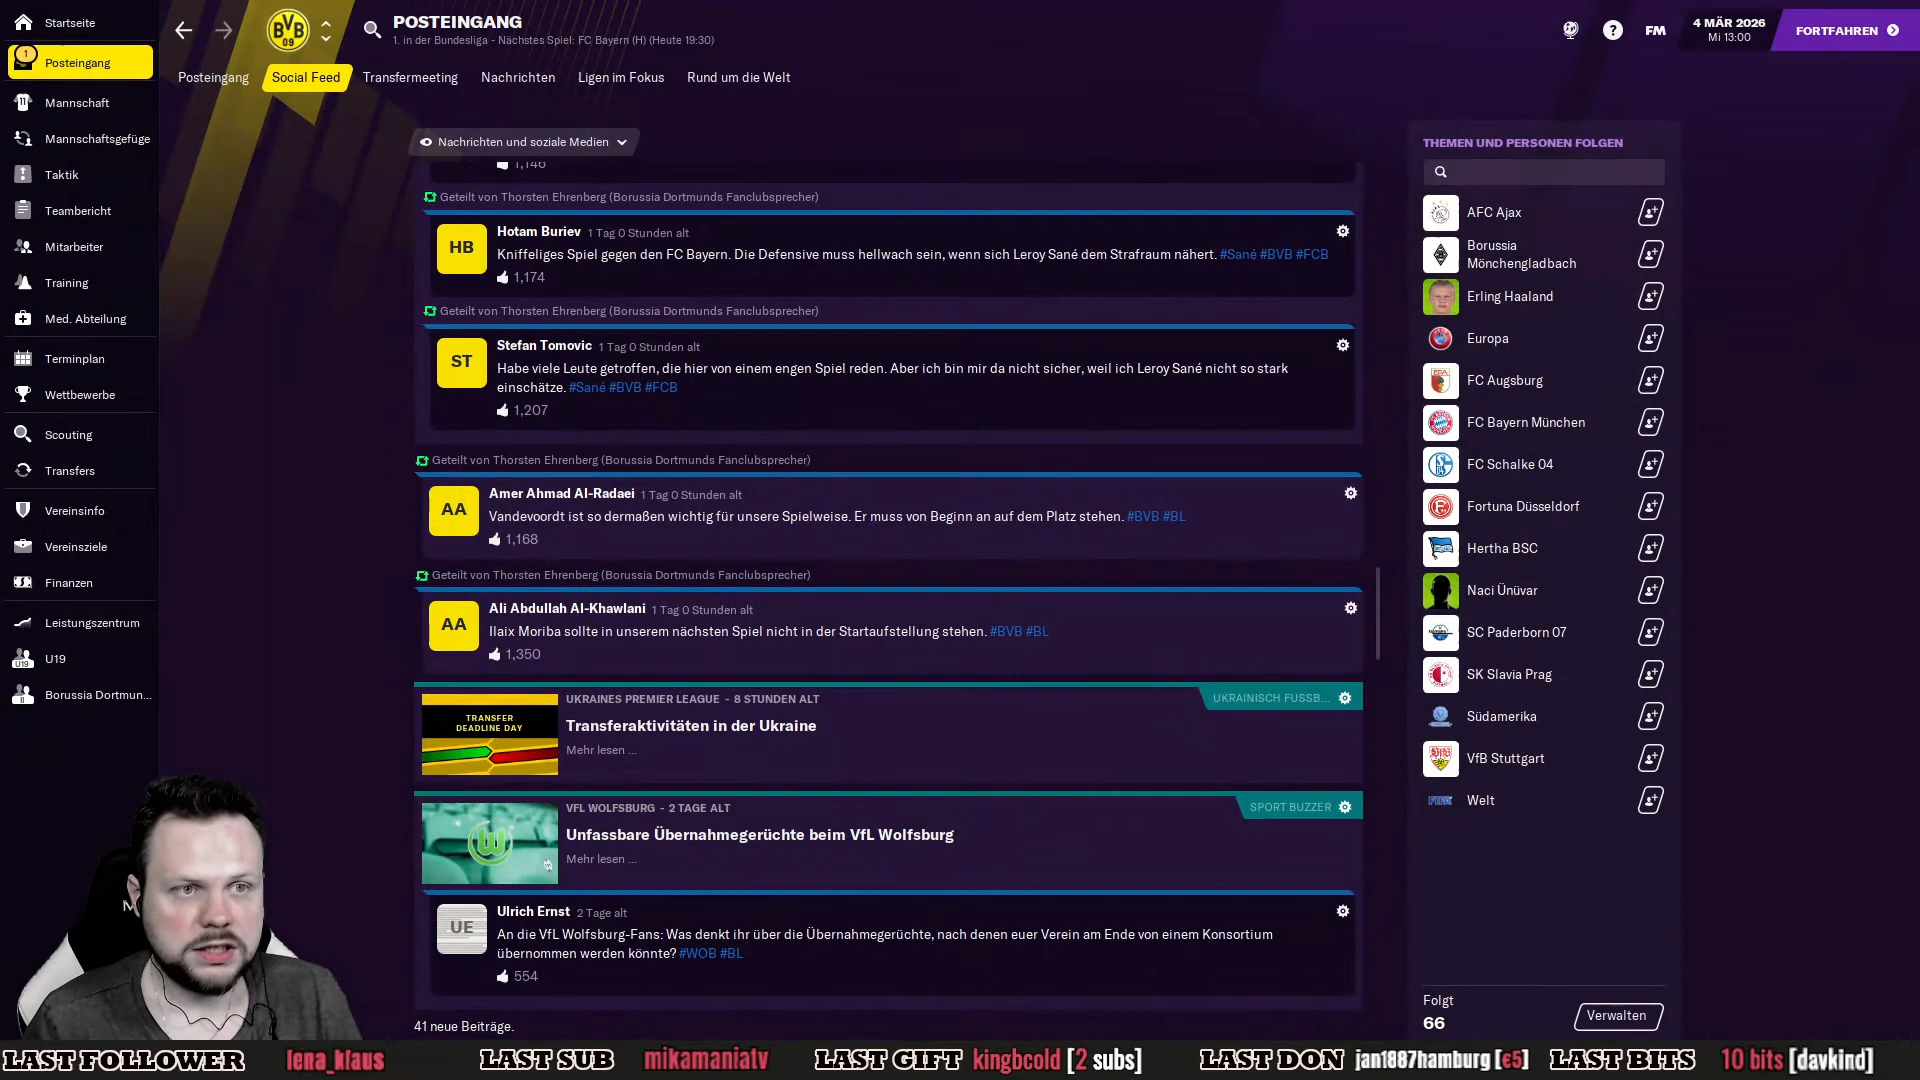 Startseite
POSTEINGANG
1. in der Bundesliga - Nächstes Spiel: FC Bayern (H) (Heute 19:30)
FM
4 MÄR 2026
Mi 13:00
FORTFAHREN
1
Posteingang
Posteingang
Social Feed
Transfermeeting
Nachrichten
Ligen im Fokus
Rund um die Welt
Mannschaft
Mannschaftsgefüge
Taktik
Teambericht
Mitarbeiter
Training
Med. Abteilung
Terminplan
Wettbewerbe
Scouting
Transfers
Vereinsinfo
Vereinsziele
Finanzen
Leistungszentrum
U19
Borussia Dortmun...
Nachrichten und soziale Medien
1,146
Geteilt von Thorsten Ehrenberg (Borussia Dortmunds Fanclubsprecher)
HB
Hotam Buriev 1 Tag 0 Stunden alt
Kniffeliges Spiel gegen den FC Bayern. Die Defensive muss hellwach sein, wenn sich Leroy Sané dem Strafraum nähert. #Sané #BVB #FCB
1,174
Geteilt von Thorsten Ehrenberg (Borussia Dortmunds Fanclubsprecher)
ST
Stefan Tomovic 1 Tag 0 Stunden alt
Habe viele Leute getroffen, die hier von einem engen Spiel reden. Aber ich bin mir da nicht sicher, weil ich Leroy Sané nicht so stark
einschätze. #Sané #BVB #FCB
1,207
Geteilt von Thorsten Ehrenberg (Borussia Dortmunds Fanclubsprecher)
AA
Amer Ahmad Al-Radaei 1 Tag 0 Stunden alt
Vandevoordt ist so dermaßen wichtig für unsere Spielweise. Er muss von Beginn an auf dem Platz stehen. #BVB #BL
1,168
Geteilt von Thorsten Ehrenberg (Borussia Dortmunds Fanclubsprecher)
AA
Ali Abdullah Al-Khawlani 1 Tag 0 Stunden alt
Ilaix Moriba sollte in unserem nächsten Spiel nicht in der Startaufstellung stehen. #BVB #BL
1,350
TRANSFER
DEADLINE DAY
UKRAINES PREMIER LEAGUE - 8 STUNDEN ALT
UKRAINISCH FUSSB...
Transferaktivitäten in der Ukraine
Mehr lesen ...
VFL WOLFSBURG - 2 TAGE ALT
SPORT BUZZER
Unfassbare Übernahmegerüchte beim VfL Wolfsburg
Mehr lesen ...
UE
Ulrich Ernst 2 Tage alt
An die VfL Wolfsburg-Fans: Was denkt ihr über die Übernahmegerüchte, nach denen euer Verein am Ende von einem Konsortium
übernommen werden könnte? #WOB #BL
554
41 neue Beiträge.
THEMEN UND PERSONEN FOLGEN
AFC Ajax
Borussia
Mönchengladbach
Erling Haaland
Europa
FC Augsburg
FC Bayern München
FC Schalke 04
Fortuna Düsseldorf
Hertha BSC
Naci Ünüvar
SC Paderborn 07
SK Slavia Prag
Südamerika
VfB Stuttgart
Welt
Folgt
66
Verwalten
LAST FOLLOWER lena_klaus LAST SUB mikamaniatv LAST GIFT kingbcold [2 subs] LAST DON jan1887hamburg [€5] LAST BITS 10 bits [davkind]